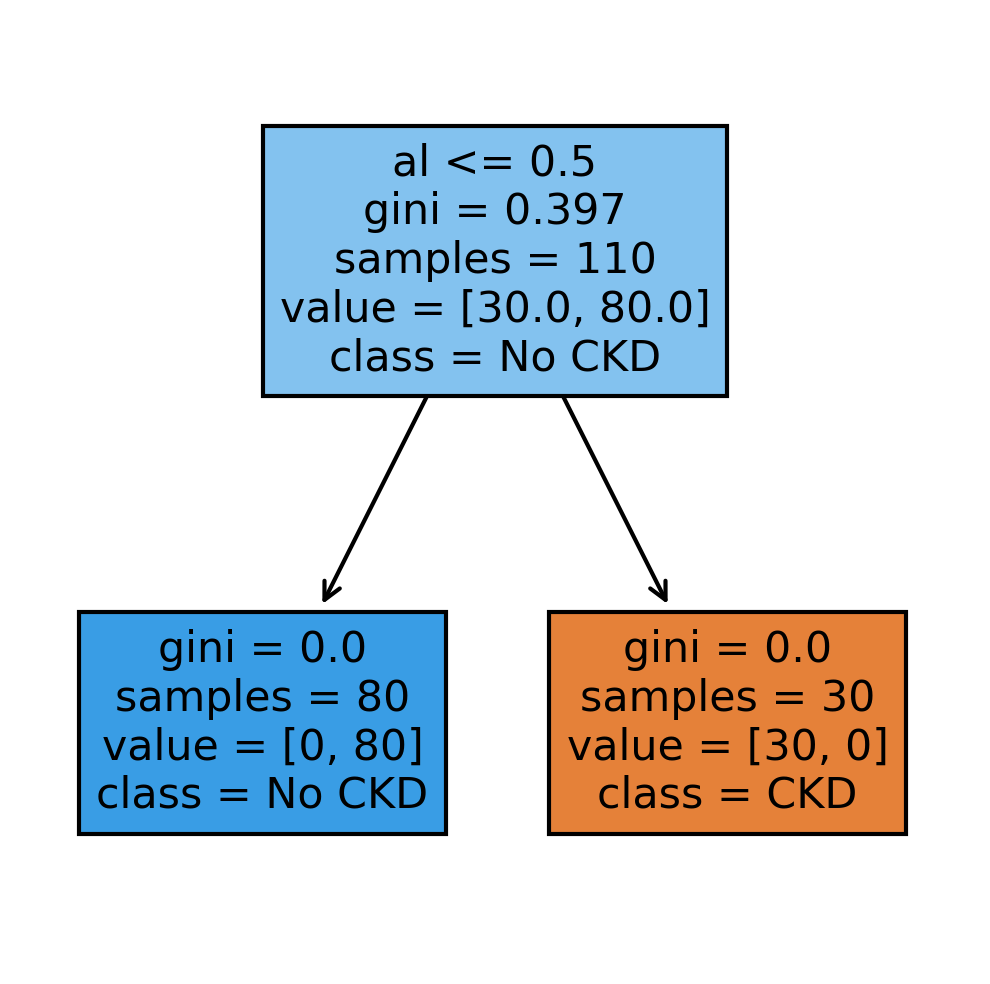 al <= 0.5
gini = 0.397
samples = 110
value = [30.0, 80.0]
class = No CKD
gini = 0.0
samples = 80
value = [0, 80]
class = No CKD
gini = 0.0
samples = 30
value = [30, 0]
class = CKD